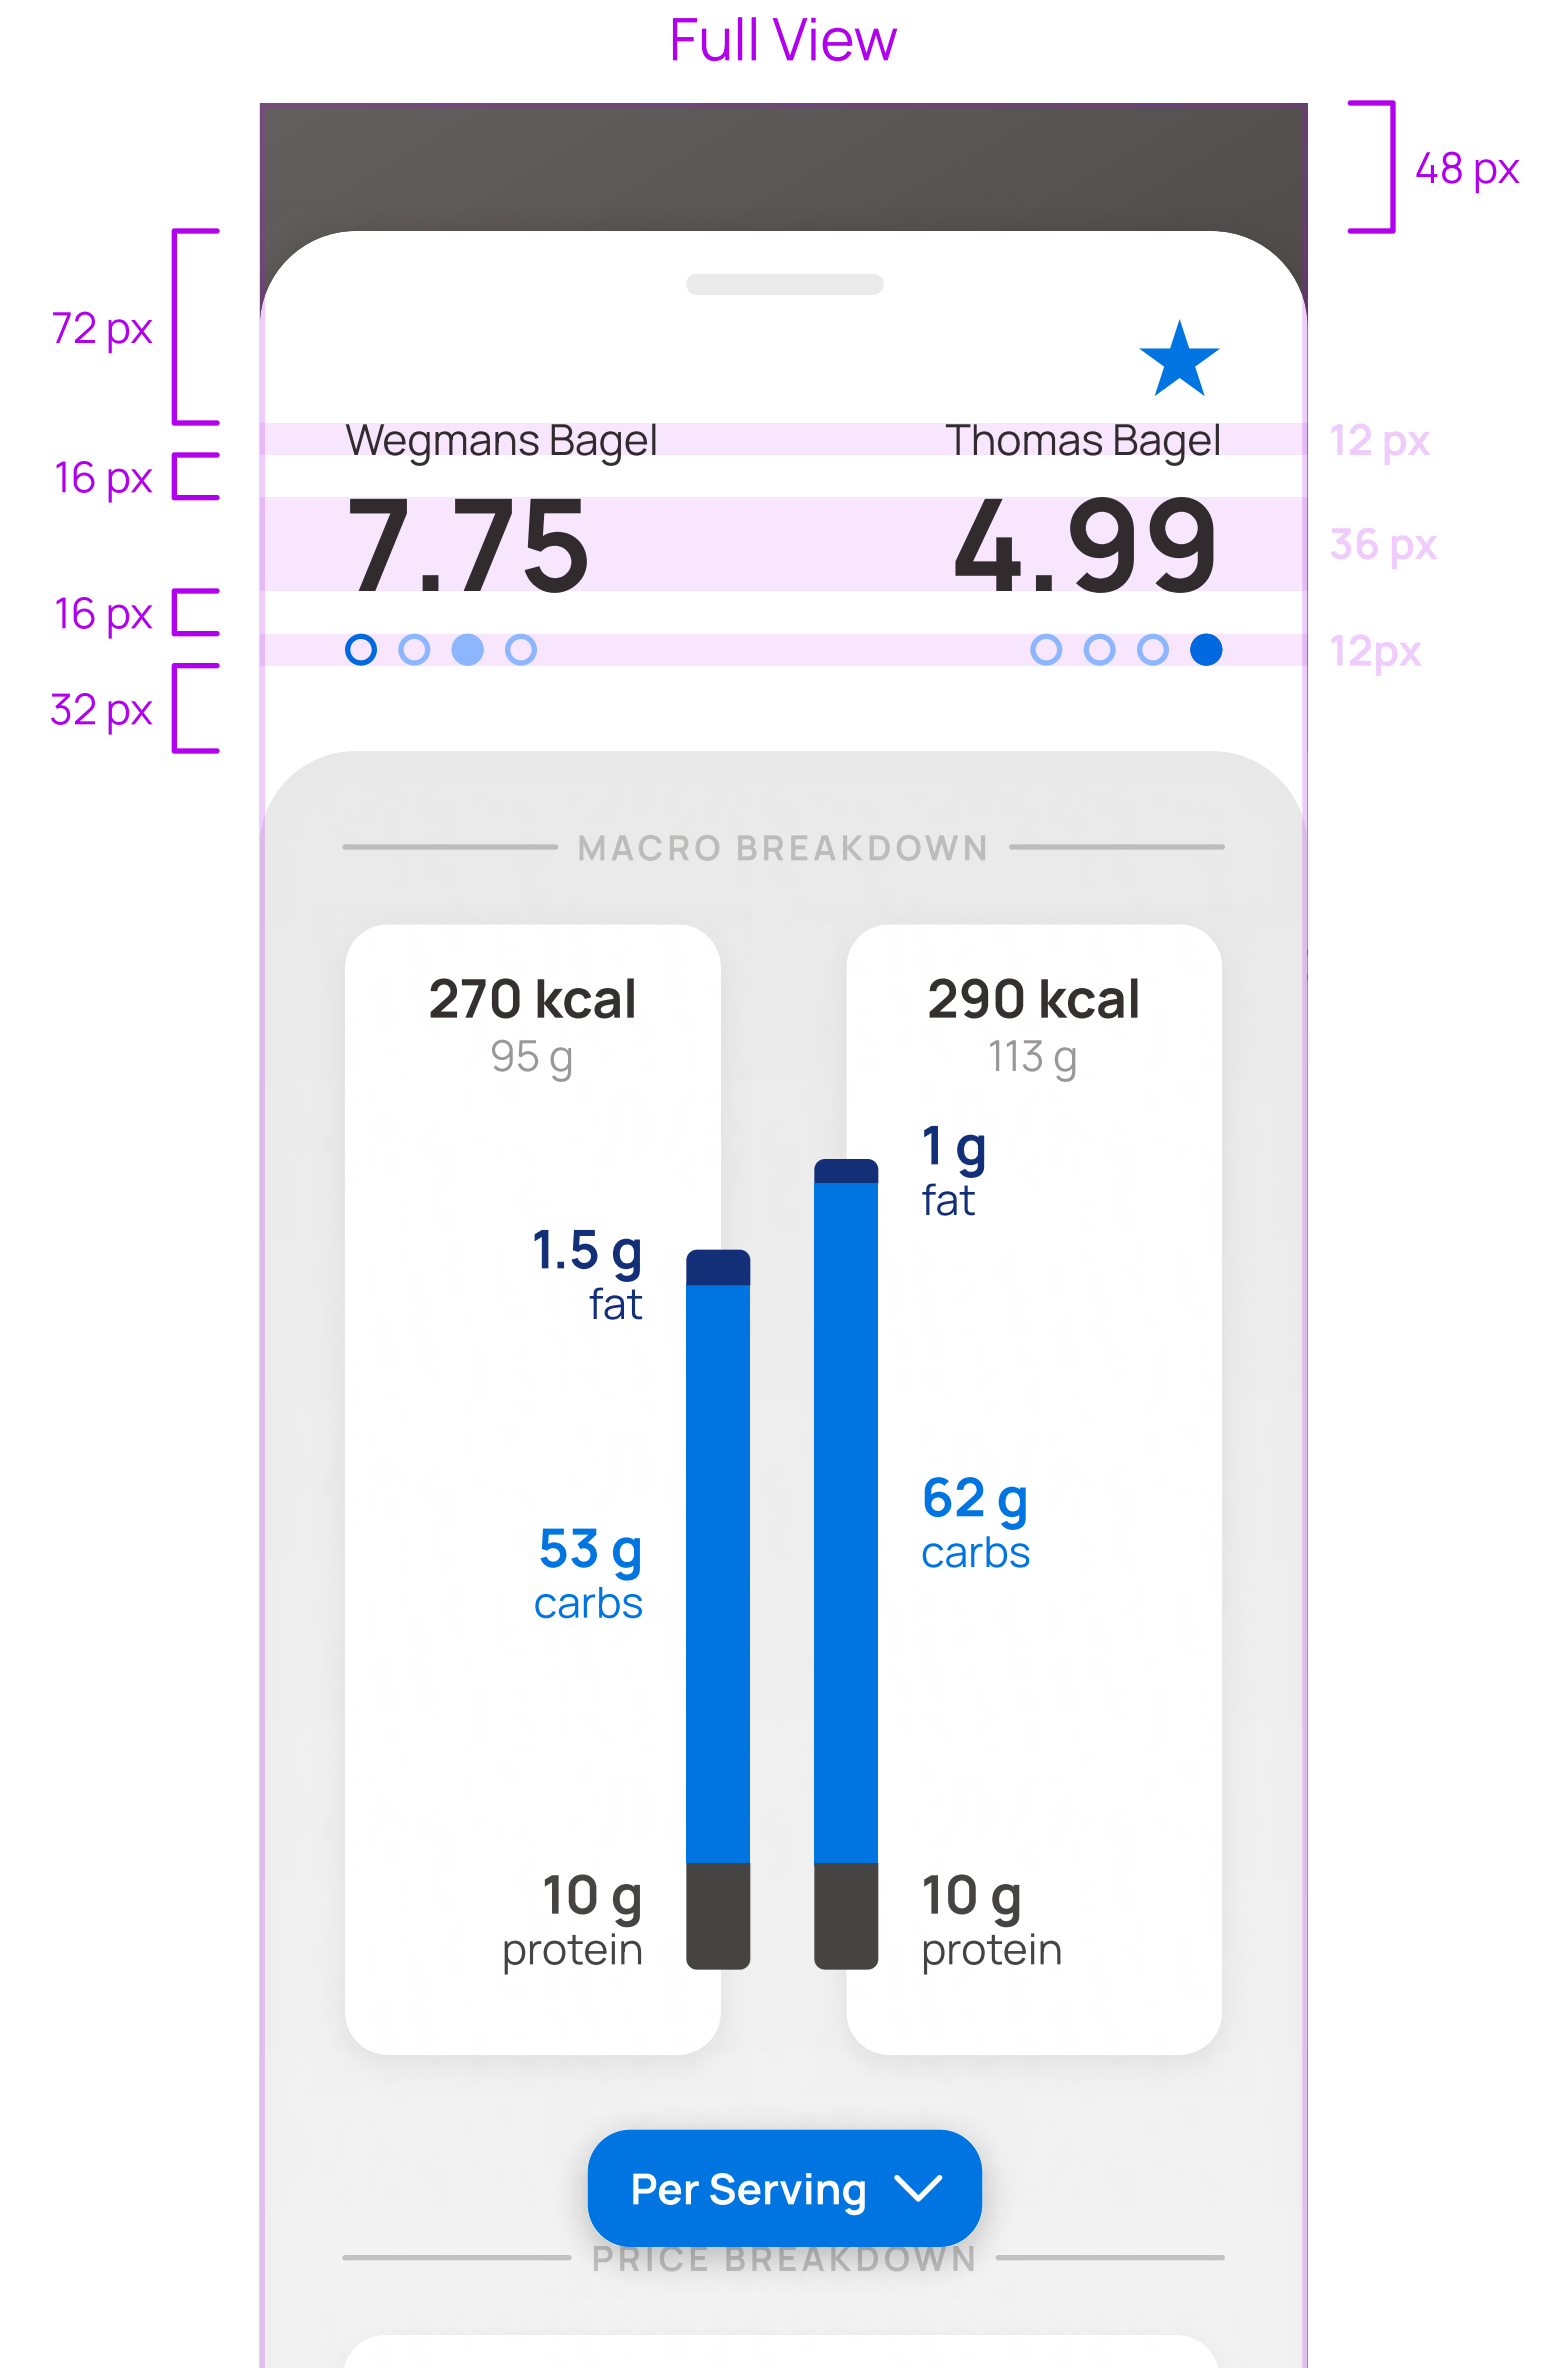 Full View
48 px
72 px
Wegmans Bagel Thomas Bagel 12 px
16 px
7.75 4.99 36 px
16 px
12px
32 px
MACRO BREAKDOWN
270 kcal 290 kcal
95 g 113 g
1 g
fat
1.5 g
fat
62 g
carbs
53 g
carbs
10 g 10 g
protein protein
Per Serving
PRICE BREAKDOWN